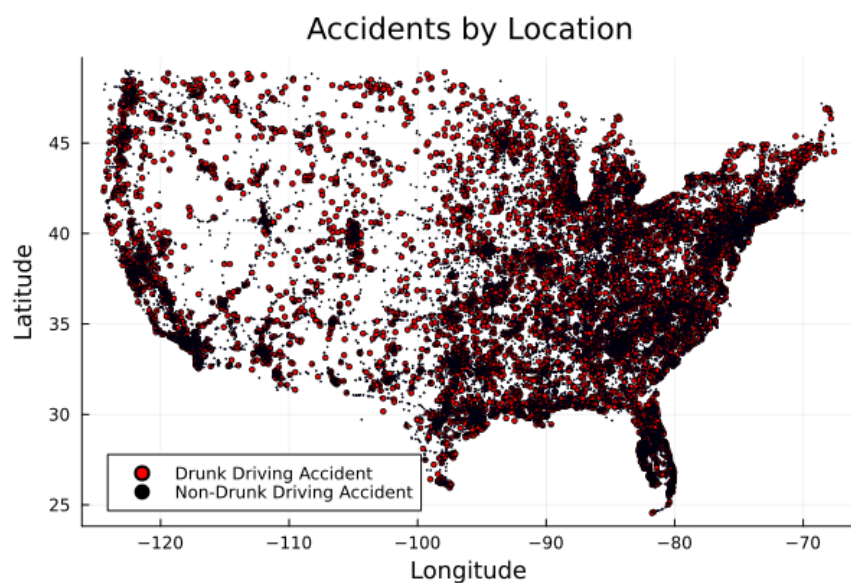 Accidents by Location
45
40
35
30
25
Latitude
Drunk Driving Accident
Non-Drunk Driving Accident
−120 −110 −100 −90 −80 −70
Longitude